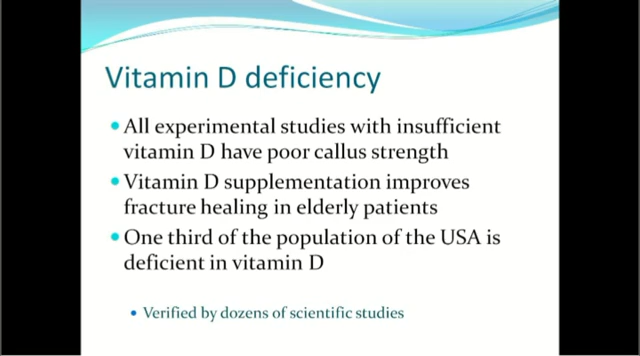 Vitamin D deficiency
All experimental studies with insufficient
vitamin D have poor callus strength
Vitamin D supplementation improves
fracture healing in elderly patients
One third of the population of the USA is
deficient in vitamin D
Verified by dozens of scientific studies